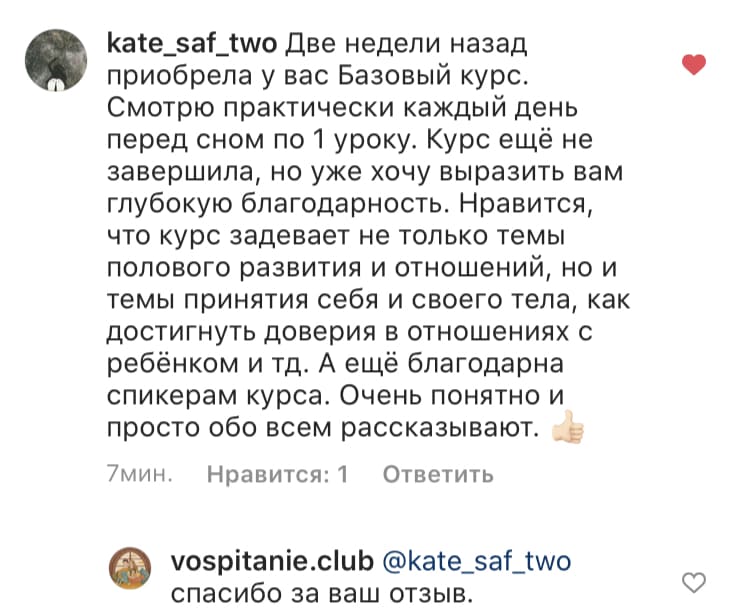 kate_saf_two Две недели назад
приобрела у вас Базовый курс.
Смотрю практически каждый день
перед сном по 1 уроку. Курс ещё не
завершила, но уже хочу выразить вам
глубокую благодарность. Нравится,
что курс задевает не только темы
полового развития и отношений, но и
темы принятия себя и своего тела, как
достигнуть доверия в отношениях с
ребёнком и тд. А ещё благодарна
спикерам курса. Очень понятно и
просто обо всем рассказывают. 👍🏻
7мин. Нравится: 1 Ответить
vospitanie.club @kate_saf_two
спасибо за ваш отзыв.